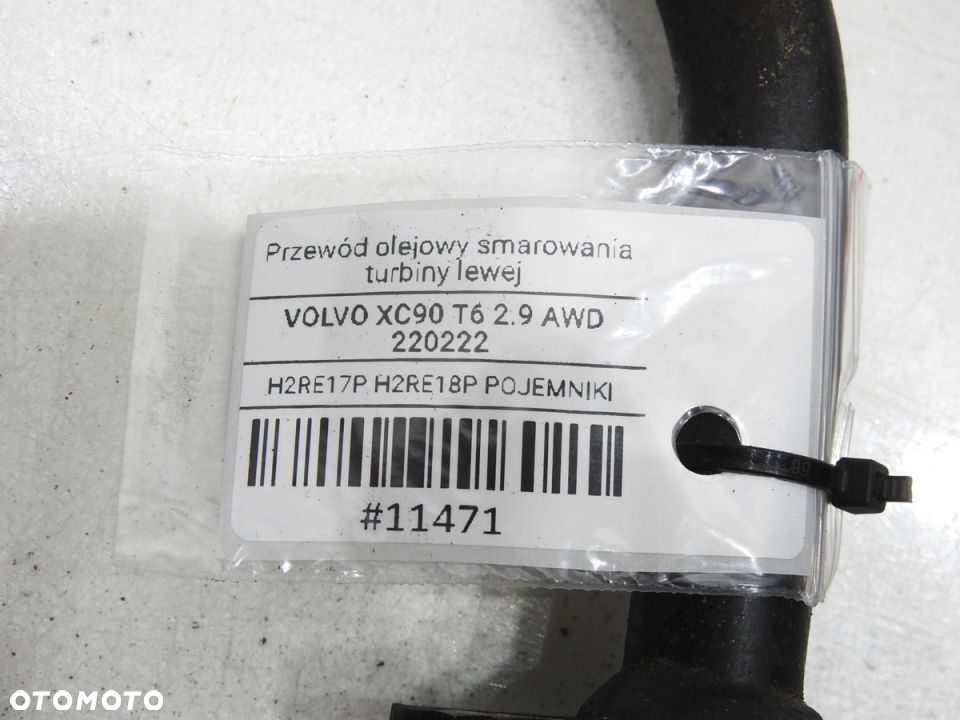 Przewód olejowy smarowania
turbiny lewej
VOLVO XC90 T6 2.9 AWD
220222
H2RE17P H2RE18P POJEMNIKI
#11471
OTOMOTO